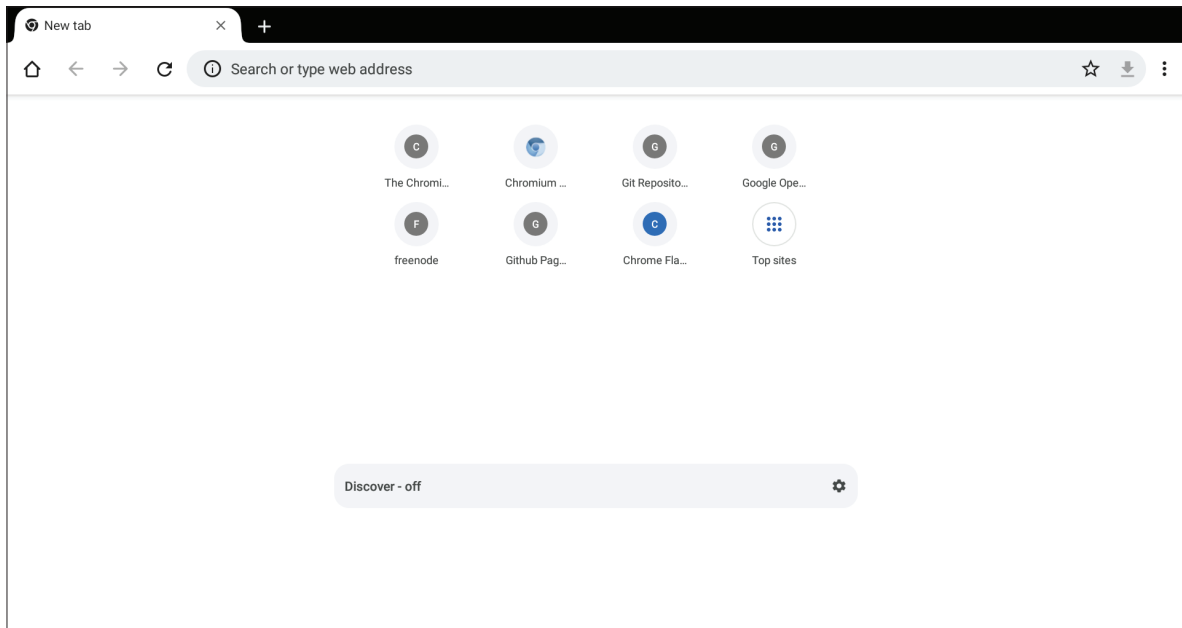 New tab
Search or type web address
C
G
G
The Chromi...
Chromium ...
Git Reposito...
Google Ope...
F
G
C
freenode
Github Pag...
Chrome Fla...
Top sites
Discover - off